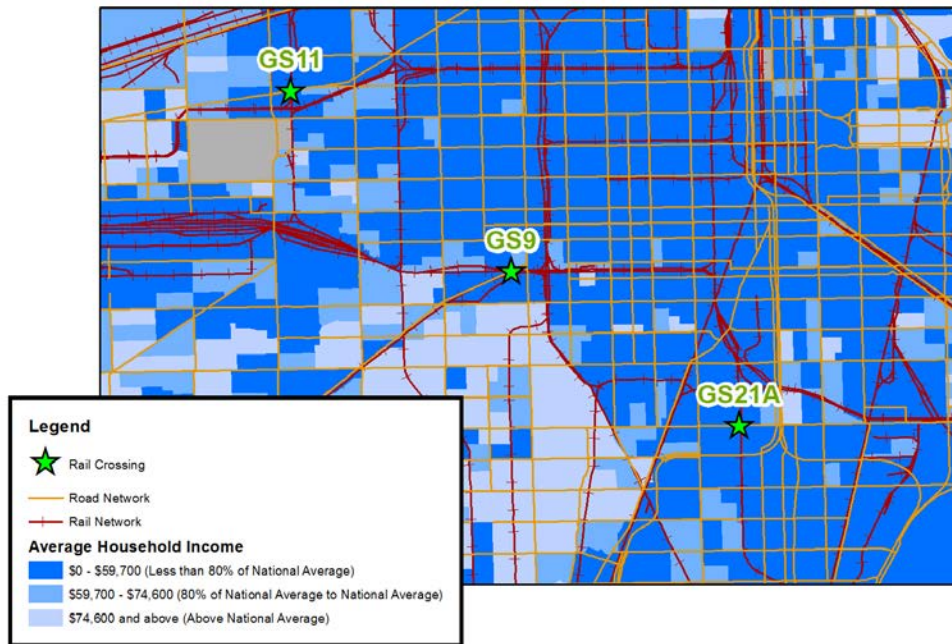 GS11
GS9
GS21A
Legend
Rail Crossing
Road Network
Rail Network
Average Household Income
$0 - $59,700 (Less than 80% of National Average)
$59,700 - $74,600 (80% of National Average to National Average)
$74,600 and above (Above National Average)